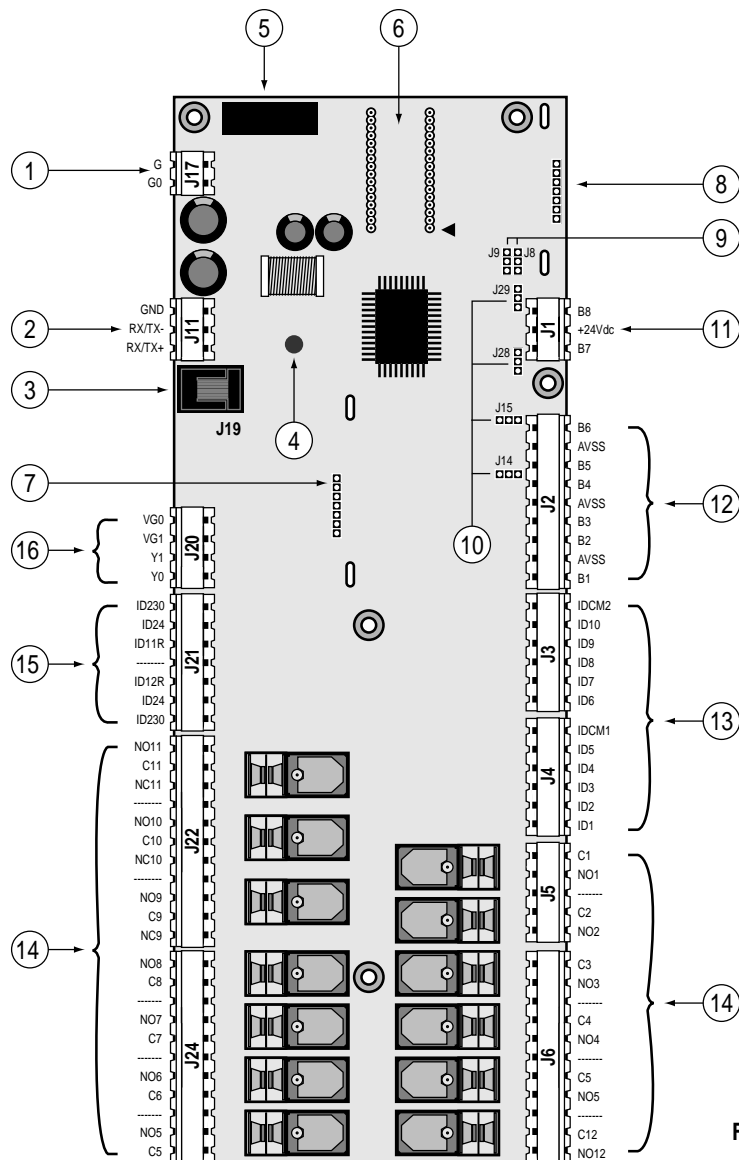 5
6
1
G
G0
J17
8
9
J9
J8
J29
2
GND
RX/TX-
RX/TX+
J11
J1
B8
+24Vdc
B7
11
J28
3
J19
4
J15
J14
7
10
J2
B6
AVSS
B5
B4
AVSS
B3
B2
AVSS
B1
12
16
VG0
VG1
Y1
Y0
J20
15
ID230
ID24
ID11R
--------
ID12R
ID24
ID230
J21
J3
IDCM2
ID10
ID9
ID8
ID7
ID6
13
J4
IDCM1
ID5
ID4
ID3
ID2
ID1
14
NO11
C11
NC11
--------
NO10
C10
NC10
--------
NO9
C9
NC9
J22
NO8
C8
-------
NO7
C7
-------
NO6
C6
-------
NO5
C5
J24
J5
C1
NO1
-------
C2
NO2
J6
C3
NO3
-------
C4
NO4
-------
C5
NO5
-------
C12
NO12
14
F